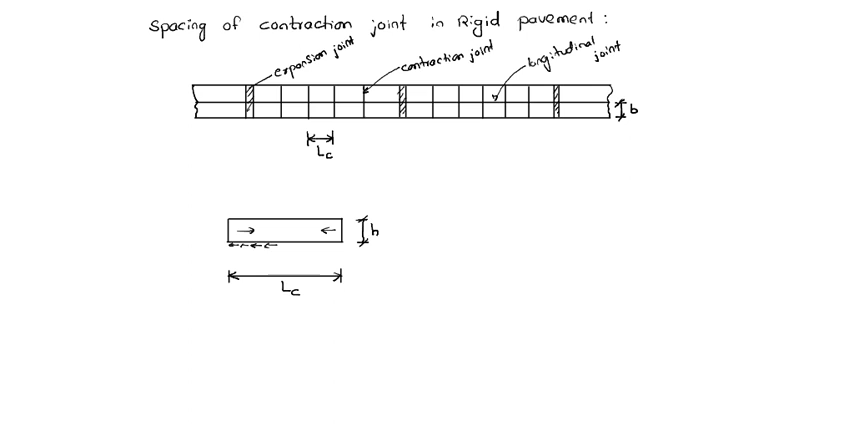 Spacing of contraction joint in Rigid pavement :
expansion joint
contraction joint
longitudinal joint
b
Lc
h
Lc